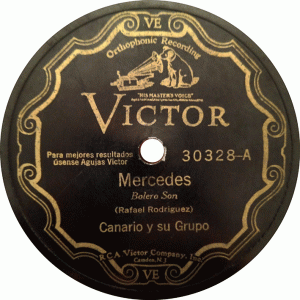 VE
Orthophonic Recording
"HIS MASTER'S VOICE"
VICTOR
Para mejores resultados
úsense Agujas Victor
30328-A
Mercedes
Bolero Son
(Rafael Rodriguez)
Canario y su Grupo
RCA Victor Company, Inc.
Camden, N.J.
VE